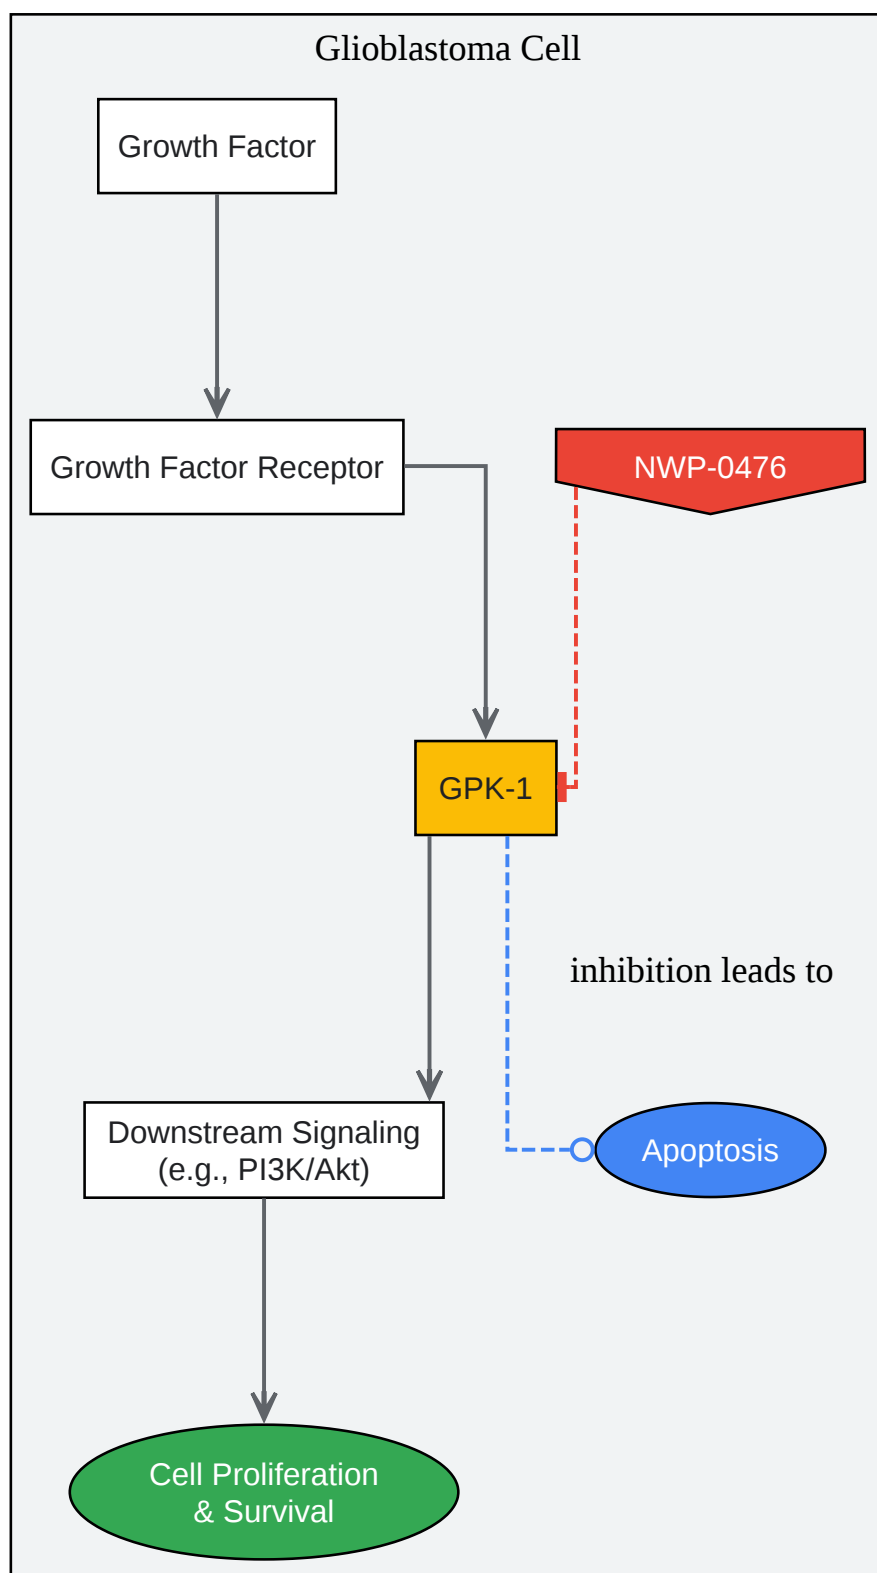 Glioblastoma Cell
Growth Factor
Growth Factor Receptor
NWP-0476
GPK-1
inhibition leads to
Downstream Signaling
(e.g., PI3K/Akt)
Apoptosis
Cell Proliferation
& Survival